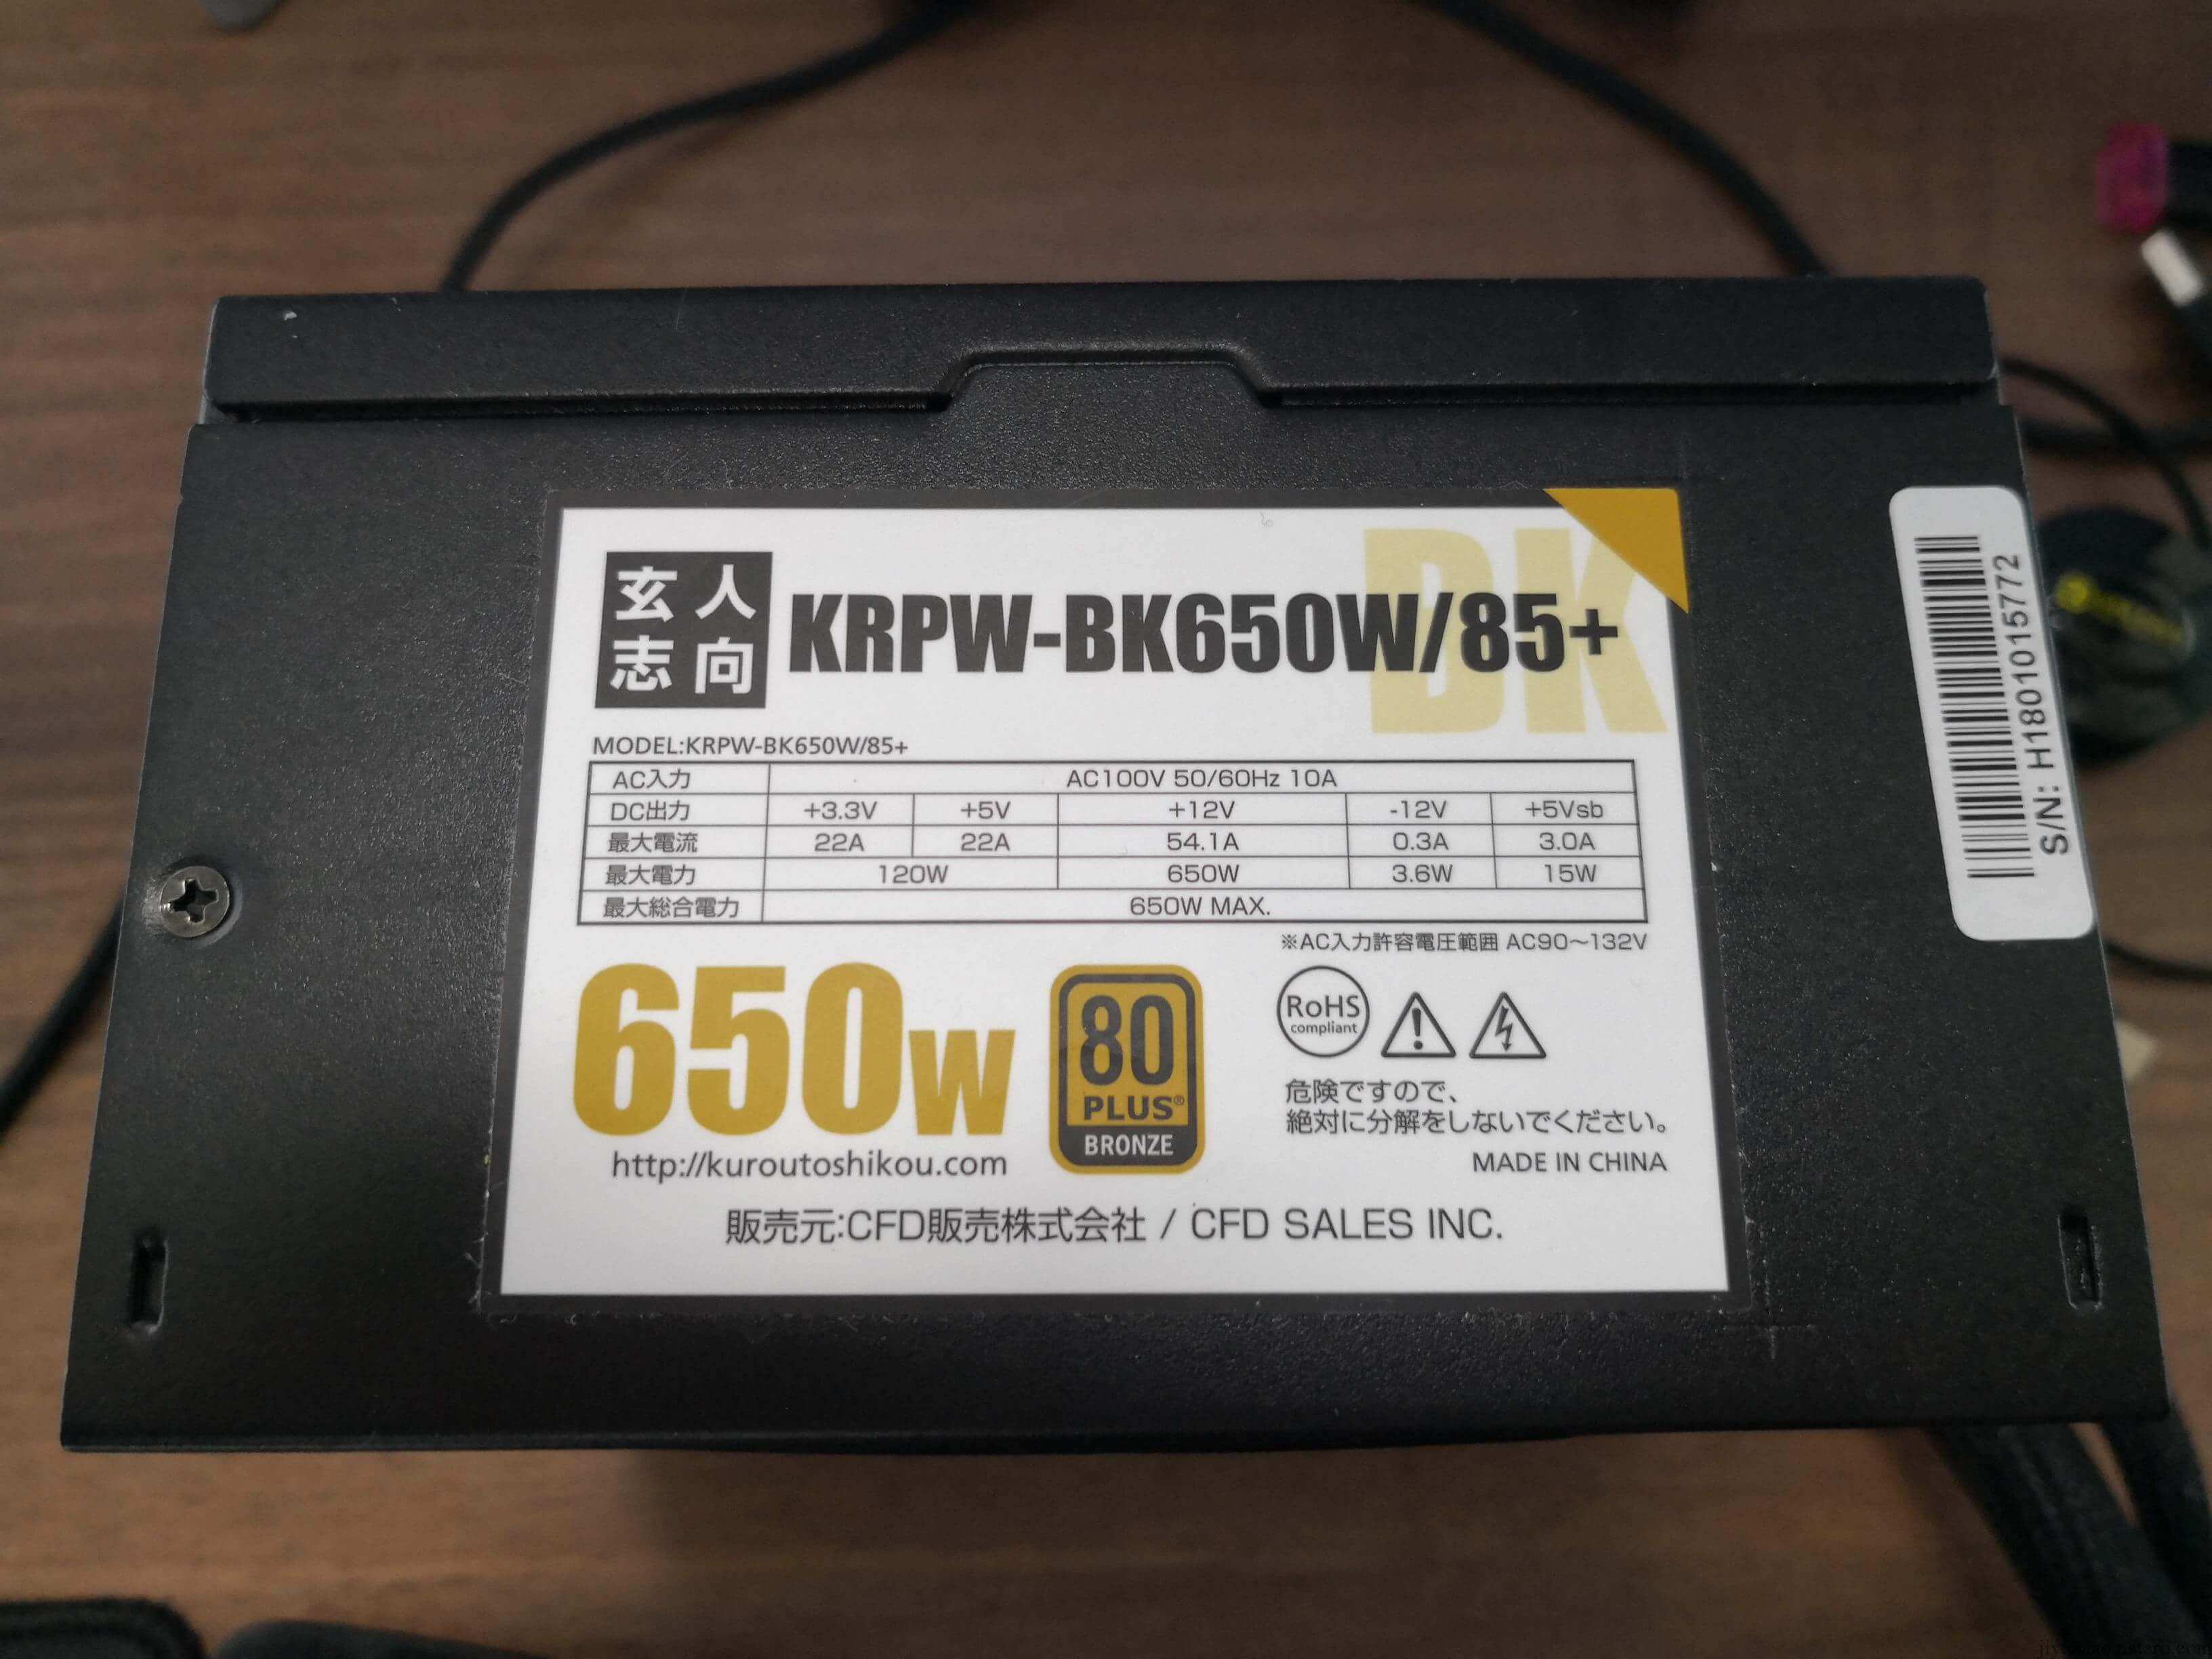 玄人
志向
KRPW-BK650W/85+
BK
MODEL:KRPW-BK650W/85+
AC入力 AC100V 50/60Hz 10A
DC出力 +3.3V +5V +12V -12V +5Vsb
最大電流 22A 22A 54.1A 0.3A 3.0A
最大電力 120W 650W 3.6W 15W
最大総合電力 650W MAX.
※AC入力許容電圧範囲 AC90〜132V
650W
80
PLUS®
BRONZE
RoHS
compliant
危険ですので、
絶対に分解をしないでください。
http://kuroutoshikou.com
MADE IN CHINA
販売元:CFD販売株式会社 / CFD SALES INC.
S/N: H180101015772